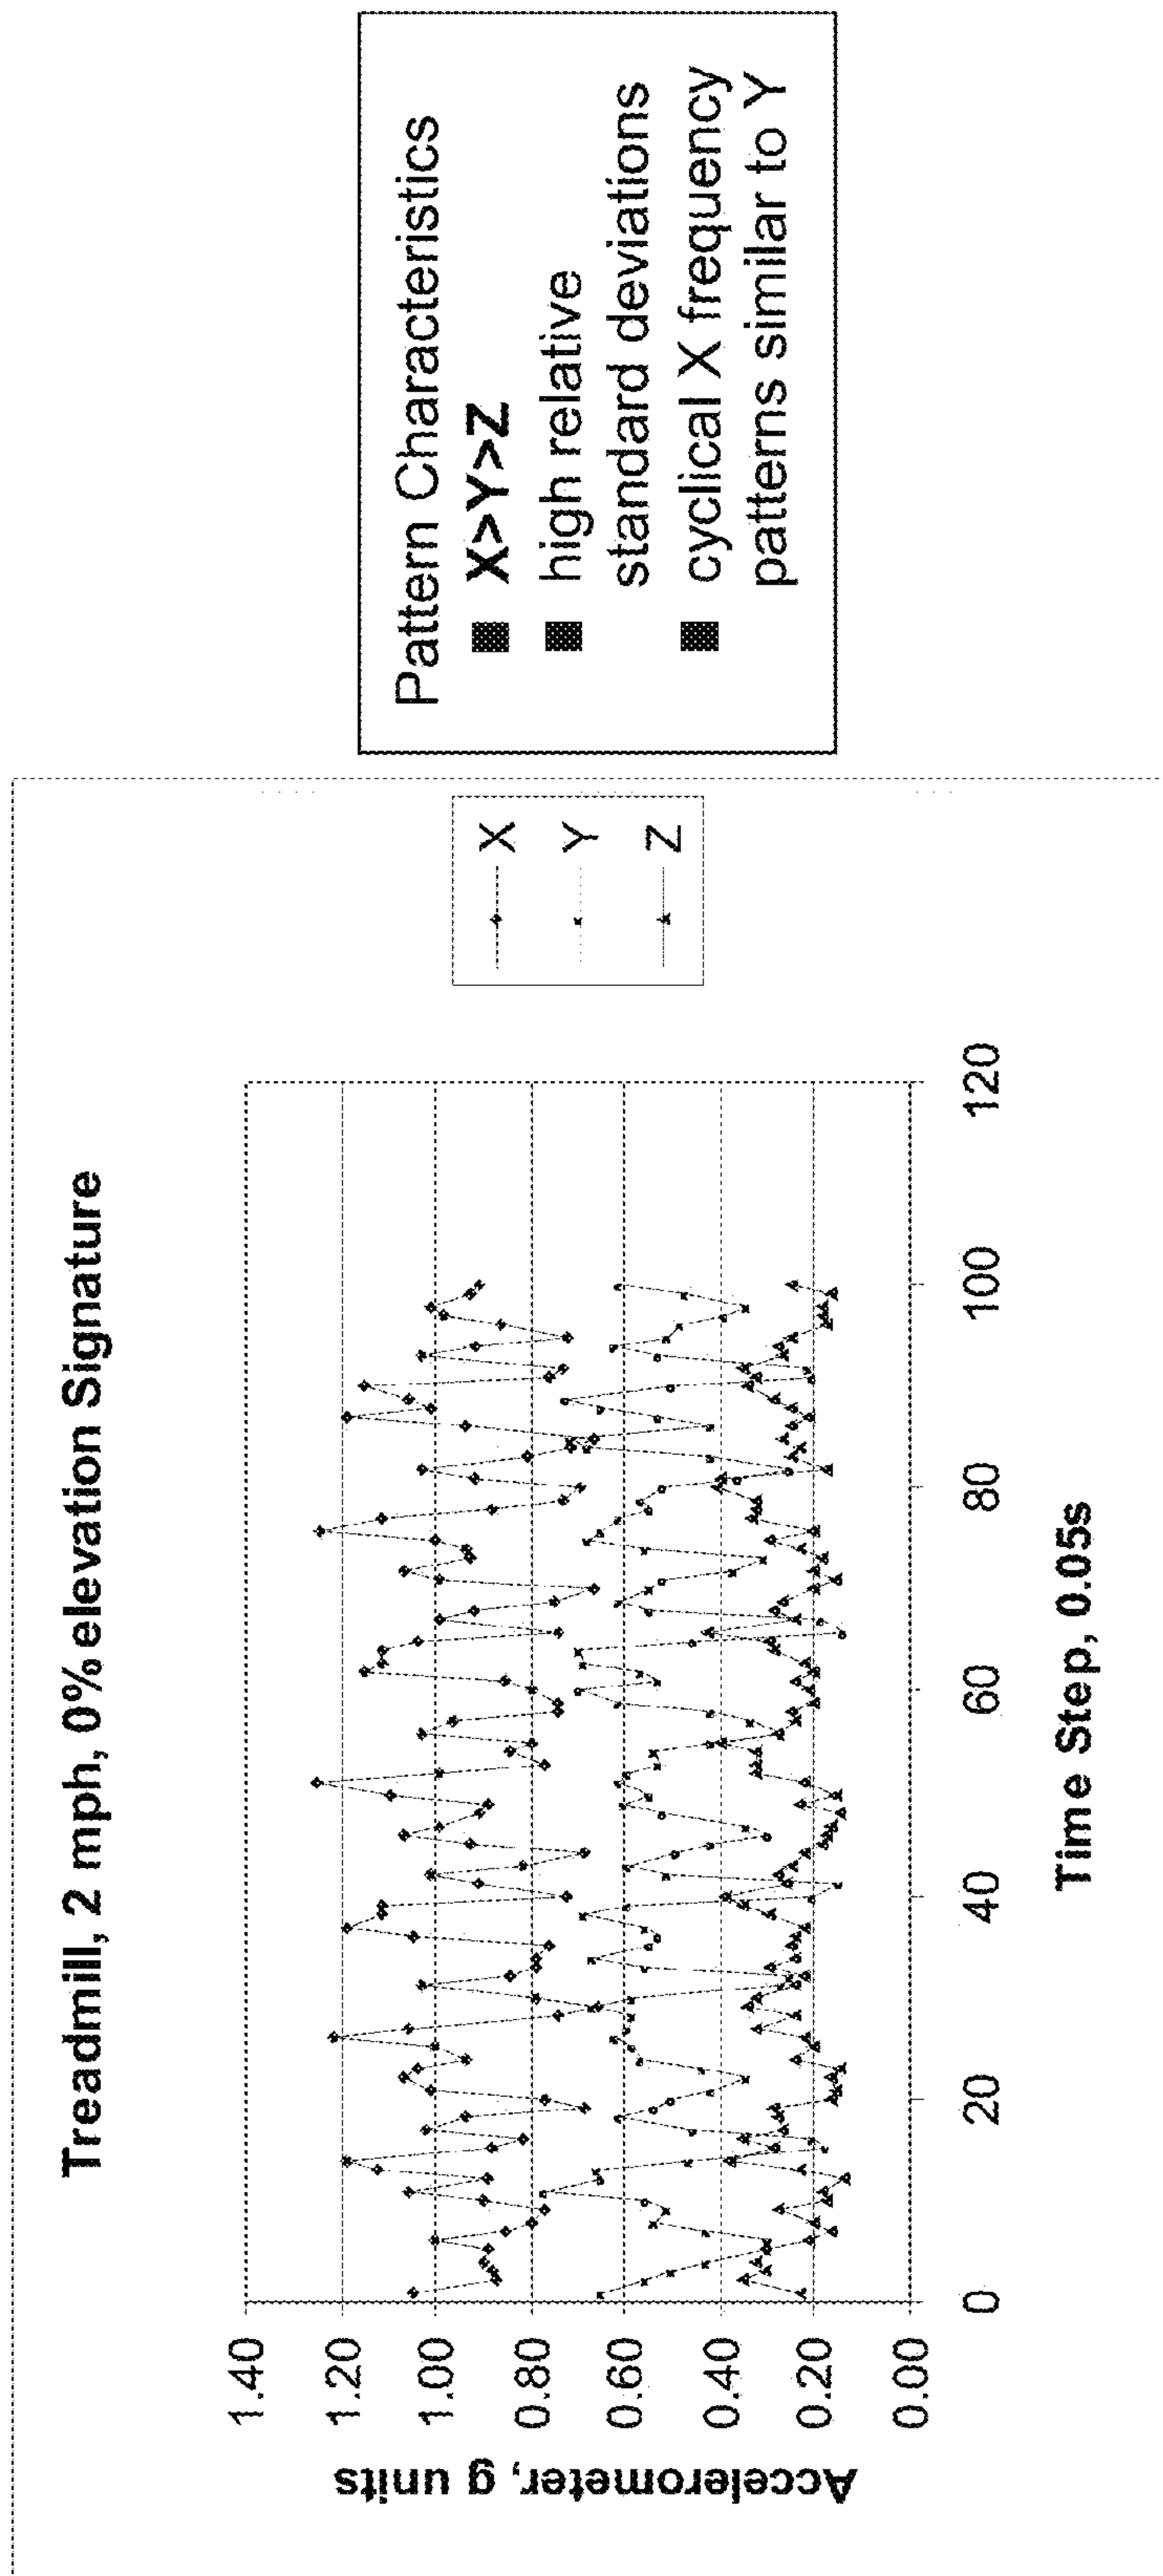 Treadmill, 2 mph, 0% elevation Signature
Accelerometer, g units
1.40
1.20
1.00
0.80
0.60
0.40
0.20
0.00
0
20
40
60
80
100
120
Time Step, 0.05s
X
Y
Z
Pattern Characteristics
X>Y>Z
high relative
standard deviations
cyclical X frequency
patterns similar to Y